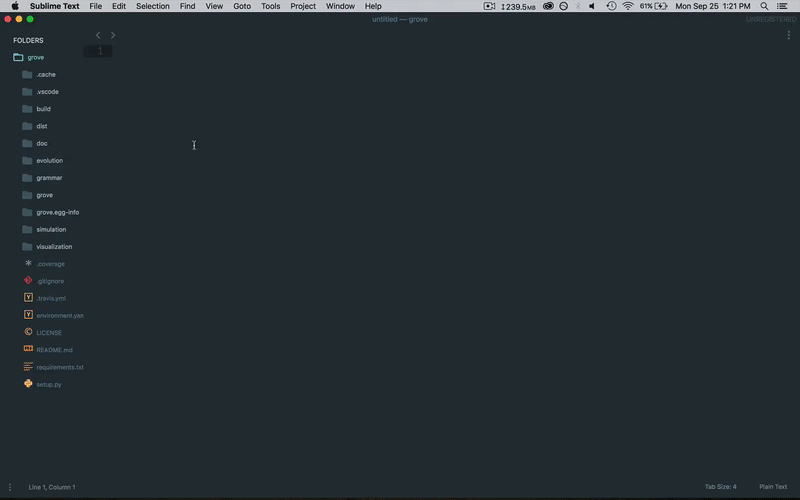 Sublime Text File Edit Selection Find View Goto Tools Project Window Help 239.5MB 61% Mon Sep 25 1:21 PM
untitled — grove UNREGISTERED
FOLDERS
1
grove
.cache
.vscode
build
dist
doc
evolution
grammar
grove
grove.egg-info
simulation
visualization
.coverage
.gitignore
.travis.yml
environment.yan
LICENSE
README.md
requirements.txt
setup.py
Line 1, Column 1 Tab Size: 4 Plain Text